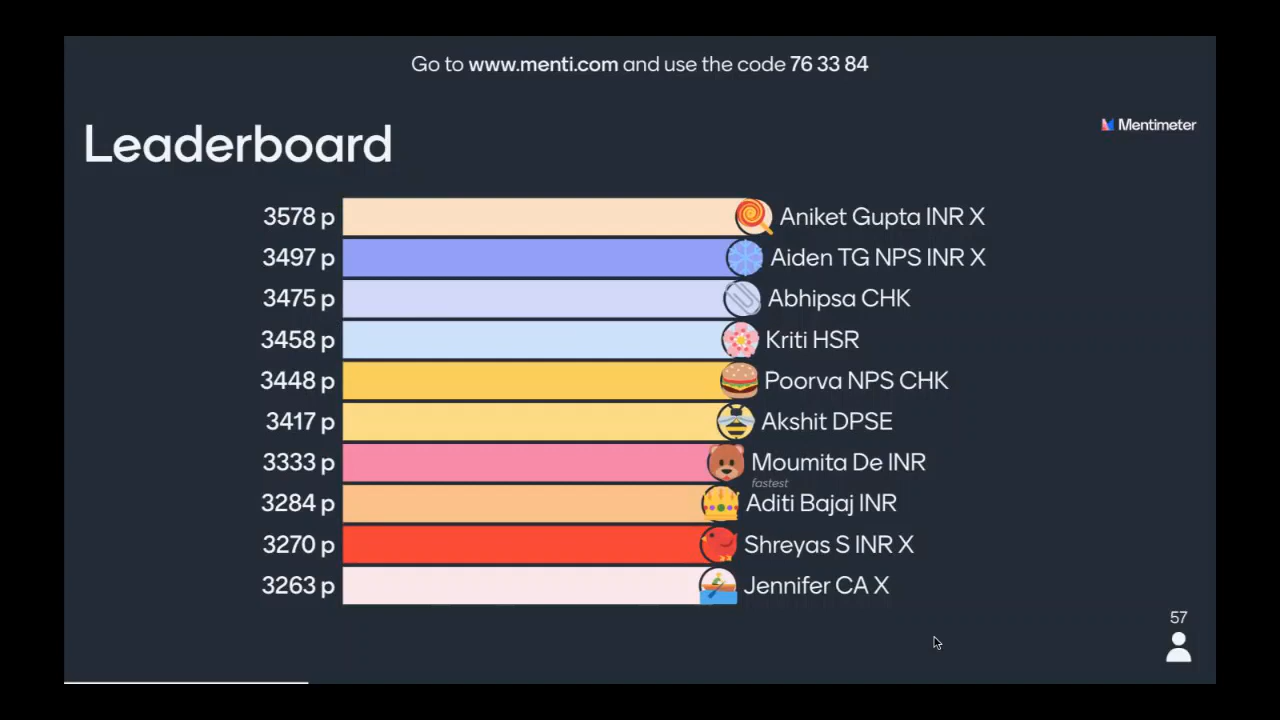 Go to www.menti.com and use the code 76 33 84
Mentimeter
Leaderboard
3578 p Aniket Gupta INR X
3497 p Aiden TG NPS INR X
3475 p Abhipsa CHK
3458 p Kriti HSR
3448 p Poorva NPS CHK
3417 p Akshit DPSE
3333 p Moumita De INR
fastest
3284 p Aditi Bajaj INR
3270 p Shreyas S INR X
3263 p Jennifer CA X
57